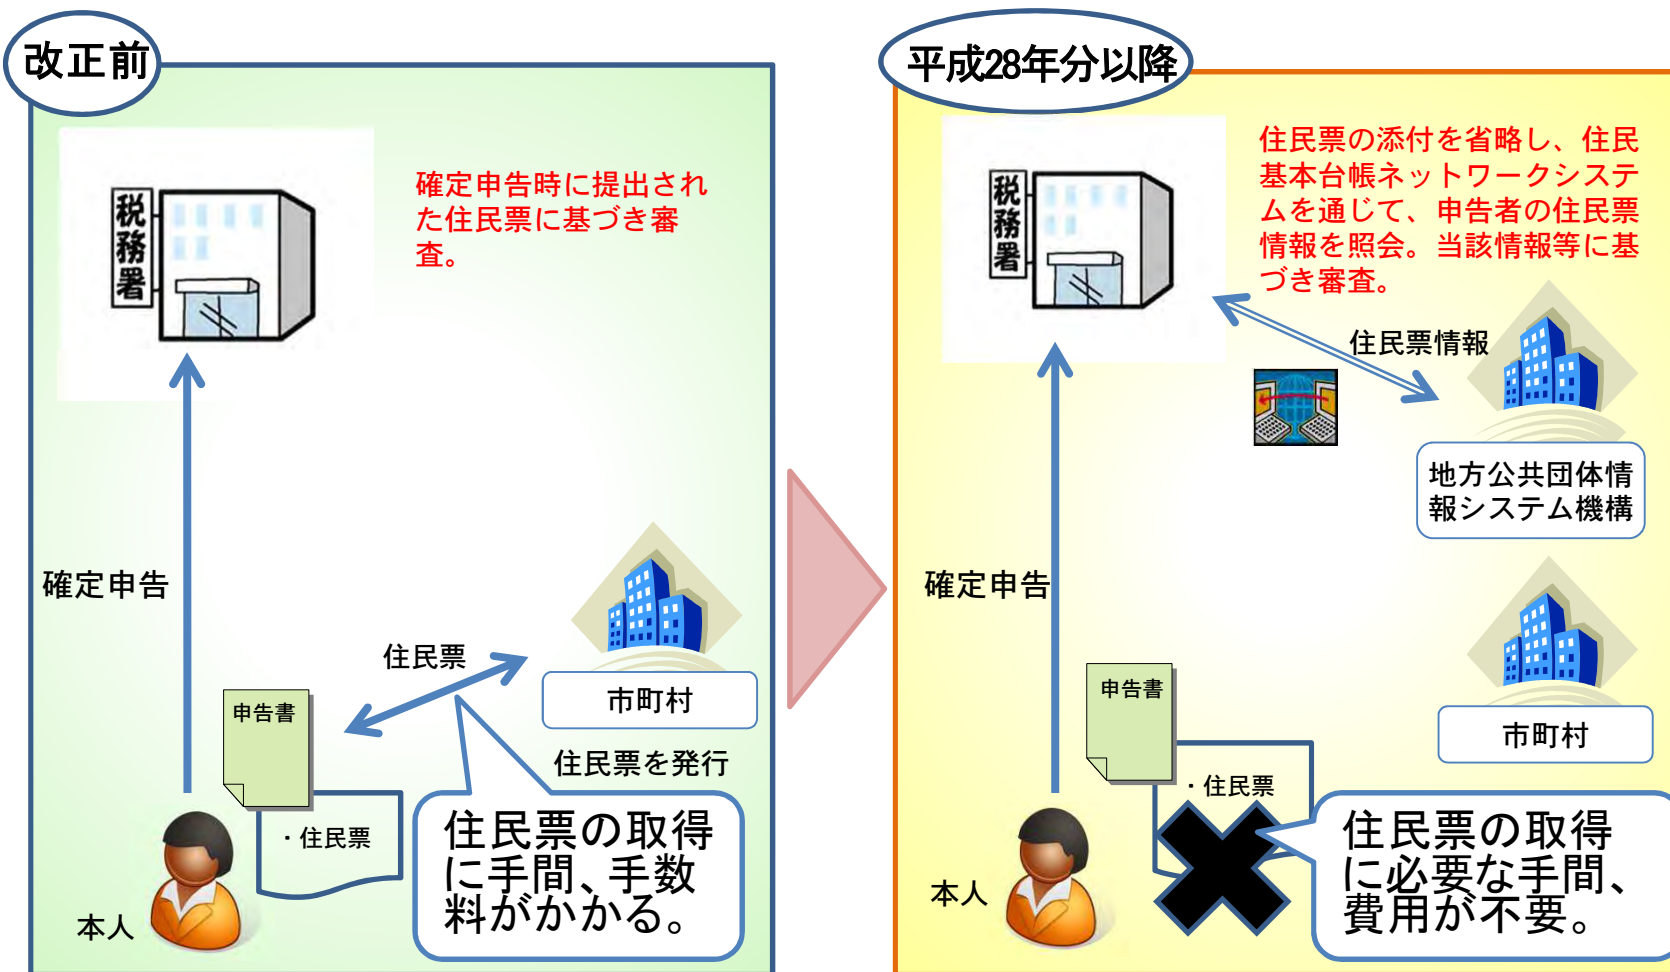 改正前
税務署
確定申告時に提出され
た住民票に基づき審
査。
確定申告
住民票
市町村
住民票を発行
申告書
・住民票
本人
住民票の取得
に手間、手数
料がかかる。
平成28年分以降
税務署
住民票の添付を省略し、住民
基本台帳ネットワークシステ
ムを通じて、申告者の住民票
情報を照会。当該情報等に基
づき審査。
住民票情報
地方公共団体情
報システム機構
確定申告
市町村
申告書
・住民票
本人
住民票の取得
に必要な手間、
費用が不要。